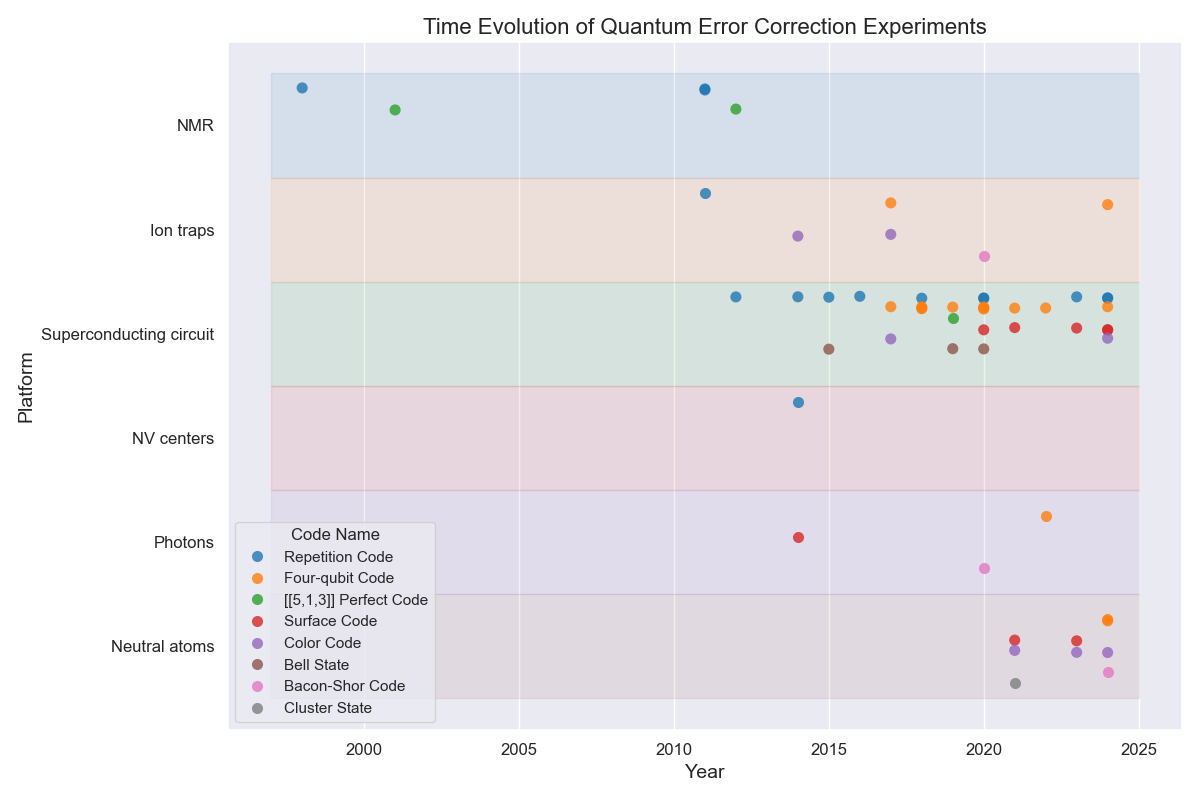 Time Evolution of Quantum Error Correction Experiments
Platform
NMR
Ion traps
Superconducting circuit
NV centers
Photons
Neutral atoms
Code Name
Repetition Code
Four-qubit Code
[[5,1,3]] Perfect Code
Surface Code
Color Code
Bell State
Bacon-Shor Code
Cluster State
2000 2005 2010 2015 2020 2025
Year